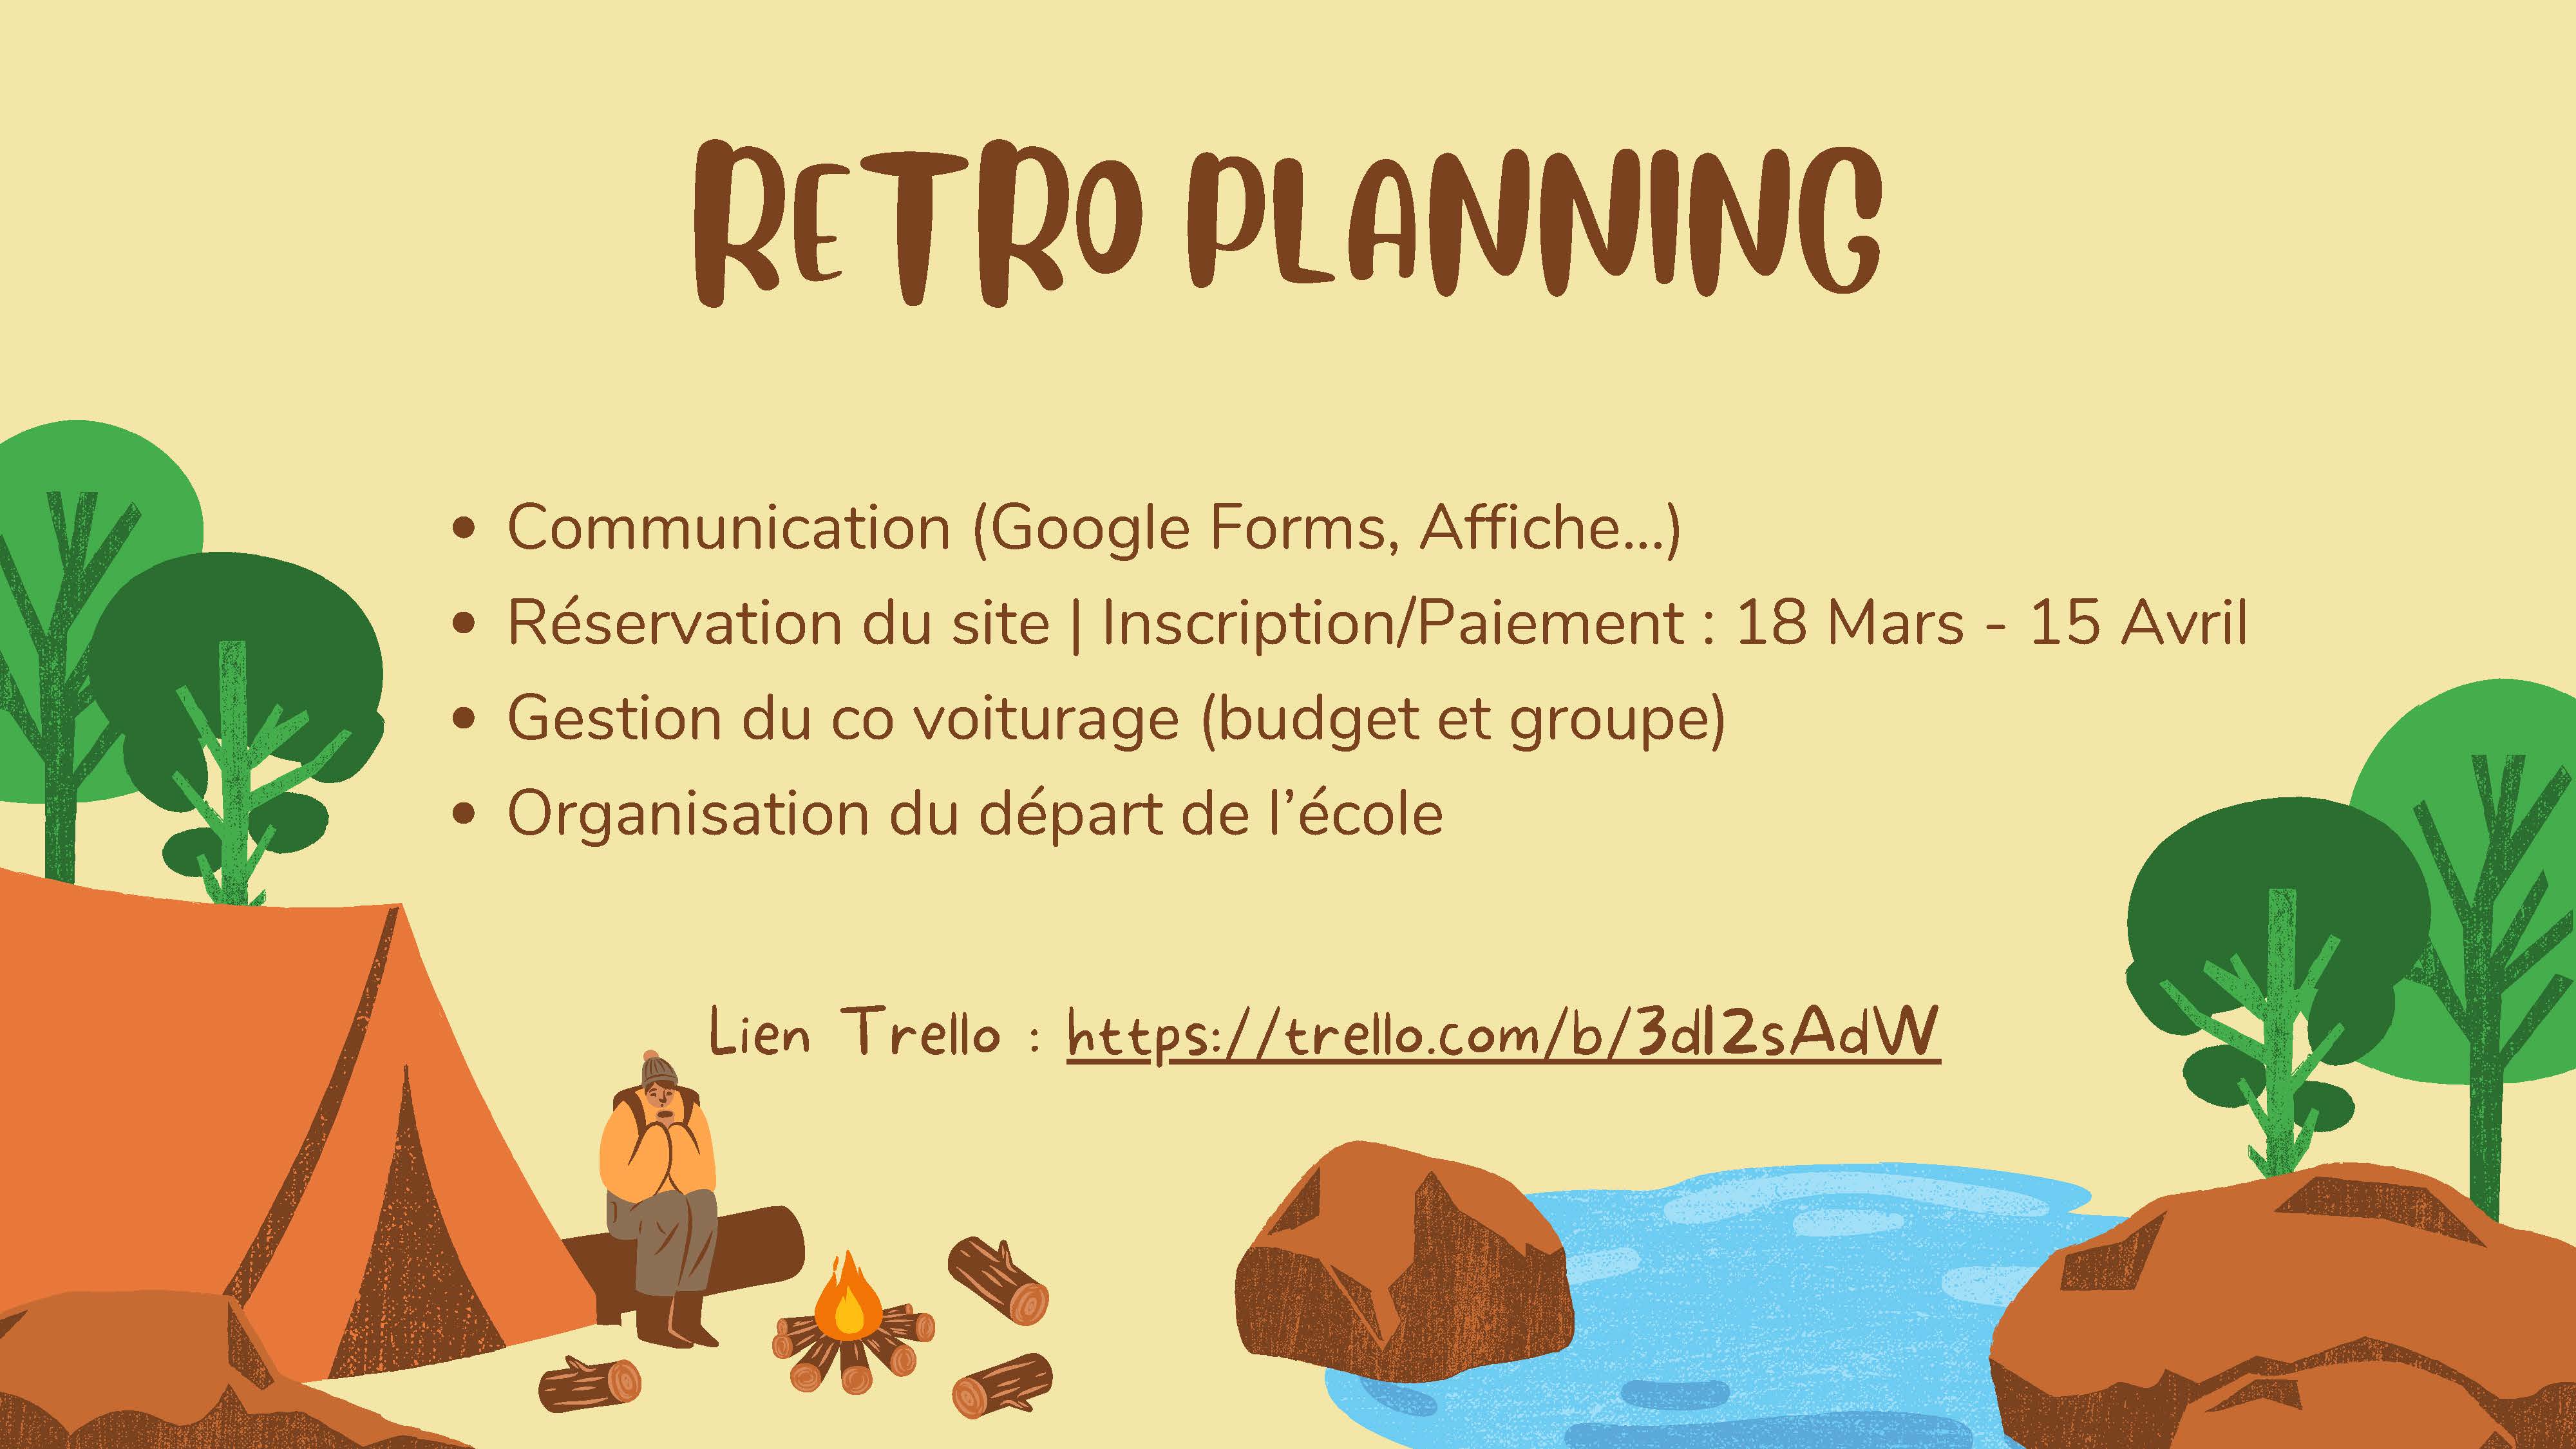 RETRO PLANNING
• Communication (Google Forms, Affiche...)
• Réservation du site | Inscription/Paiement : 18 Mars - 15 Avril
• Gestion du co voiturage (budget et groupe)
• Organisation du départ de l’école
Lien Trello : https://trello.com/b/3dl2sAdW